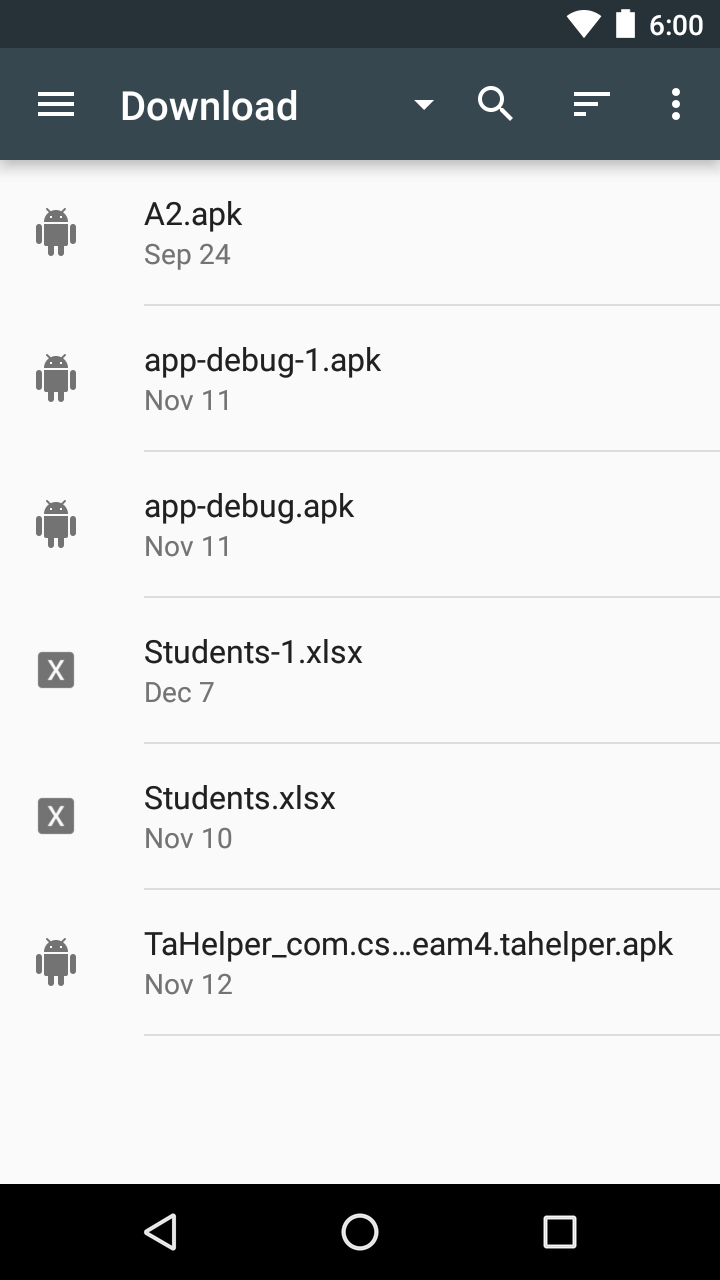 6:00
Download
A2.apk
Sep 24
app-debug-1.apk
Nov 11
app-debug.apk
Nov 11
X
Students-1.xlsx
Dec 7
X
Students.xlsx
Nov 10
TaHelper_com.cs…eam4.tahelper.apk
Nov 12